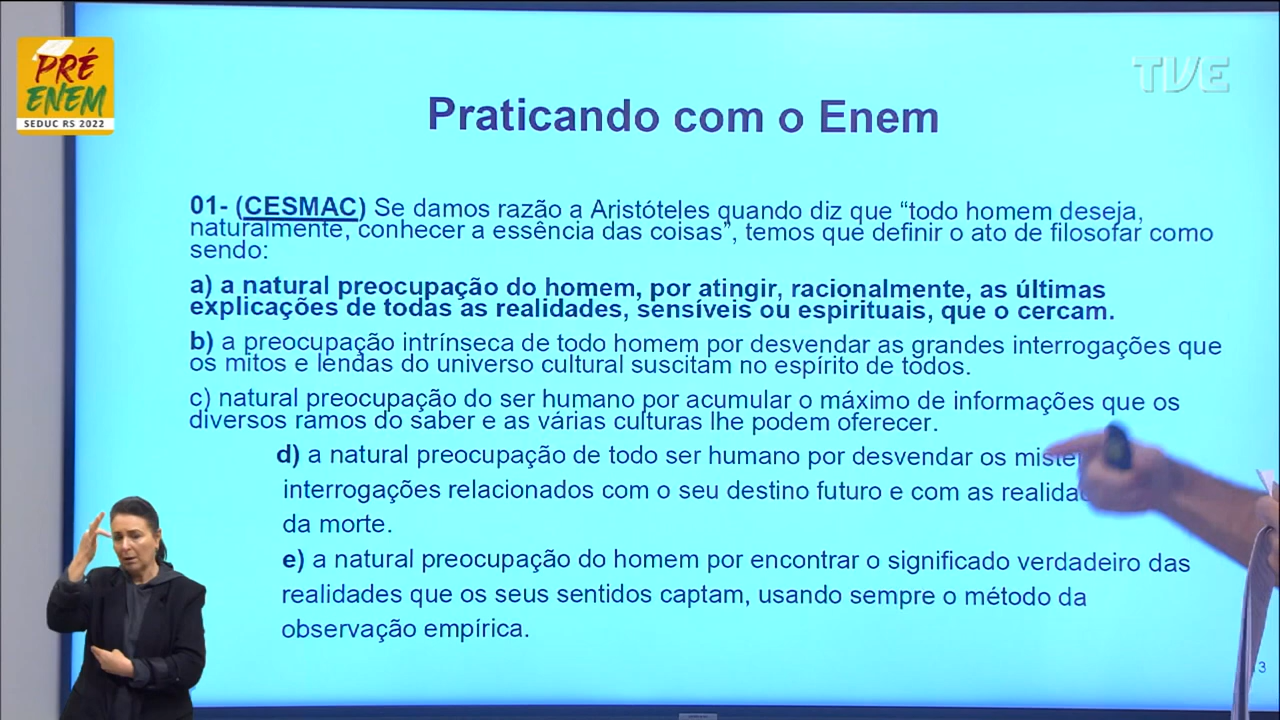 PRÉ
ENEM
SEDUC RS 2022
TVE
Praticando com o Enem
01- (CESMAC) Se damos razão a Aristóteles quando diz que “todo homem deseja,
naturalmente, conhecer a essência das coisas”, temos que definir o ato de filosofar como
sendo:
a) a natural preocupação do homem, por atingir, racionalmente, as últimas
explicações de todas as realidades, sensíveis ou espirituais, que o cercam.
b) a preocupação intrínseca de todo homem por desvendar as grandes interrogações que
os mitos e lendas do universo cultural suscitam no espírito de todos.
c) natural preocupação do ser humano por acumular o máximo de informações que os
diversos ramos do saber e as várias culturas lhe podem oferecer.
d) a natural preocupação de todo ser humano por desvendar os
interrogações relacionados com o seu destino futuro e com as
da morte.
e) a natural preocupação do homem por encontrar o significado verdadeiro das
realidades que os seus sentidos captam, usando sempre o método da
observação empírica.